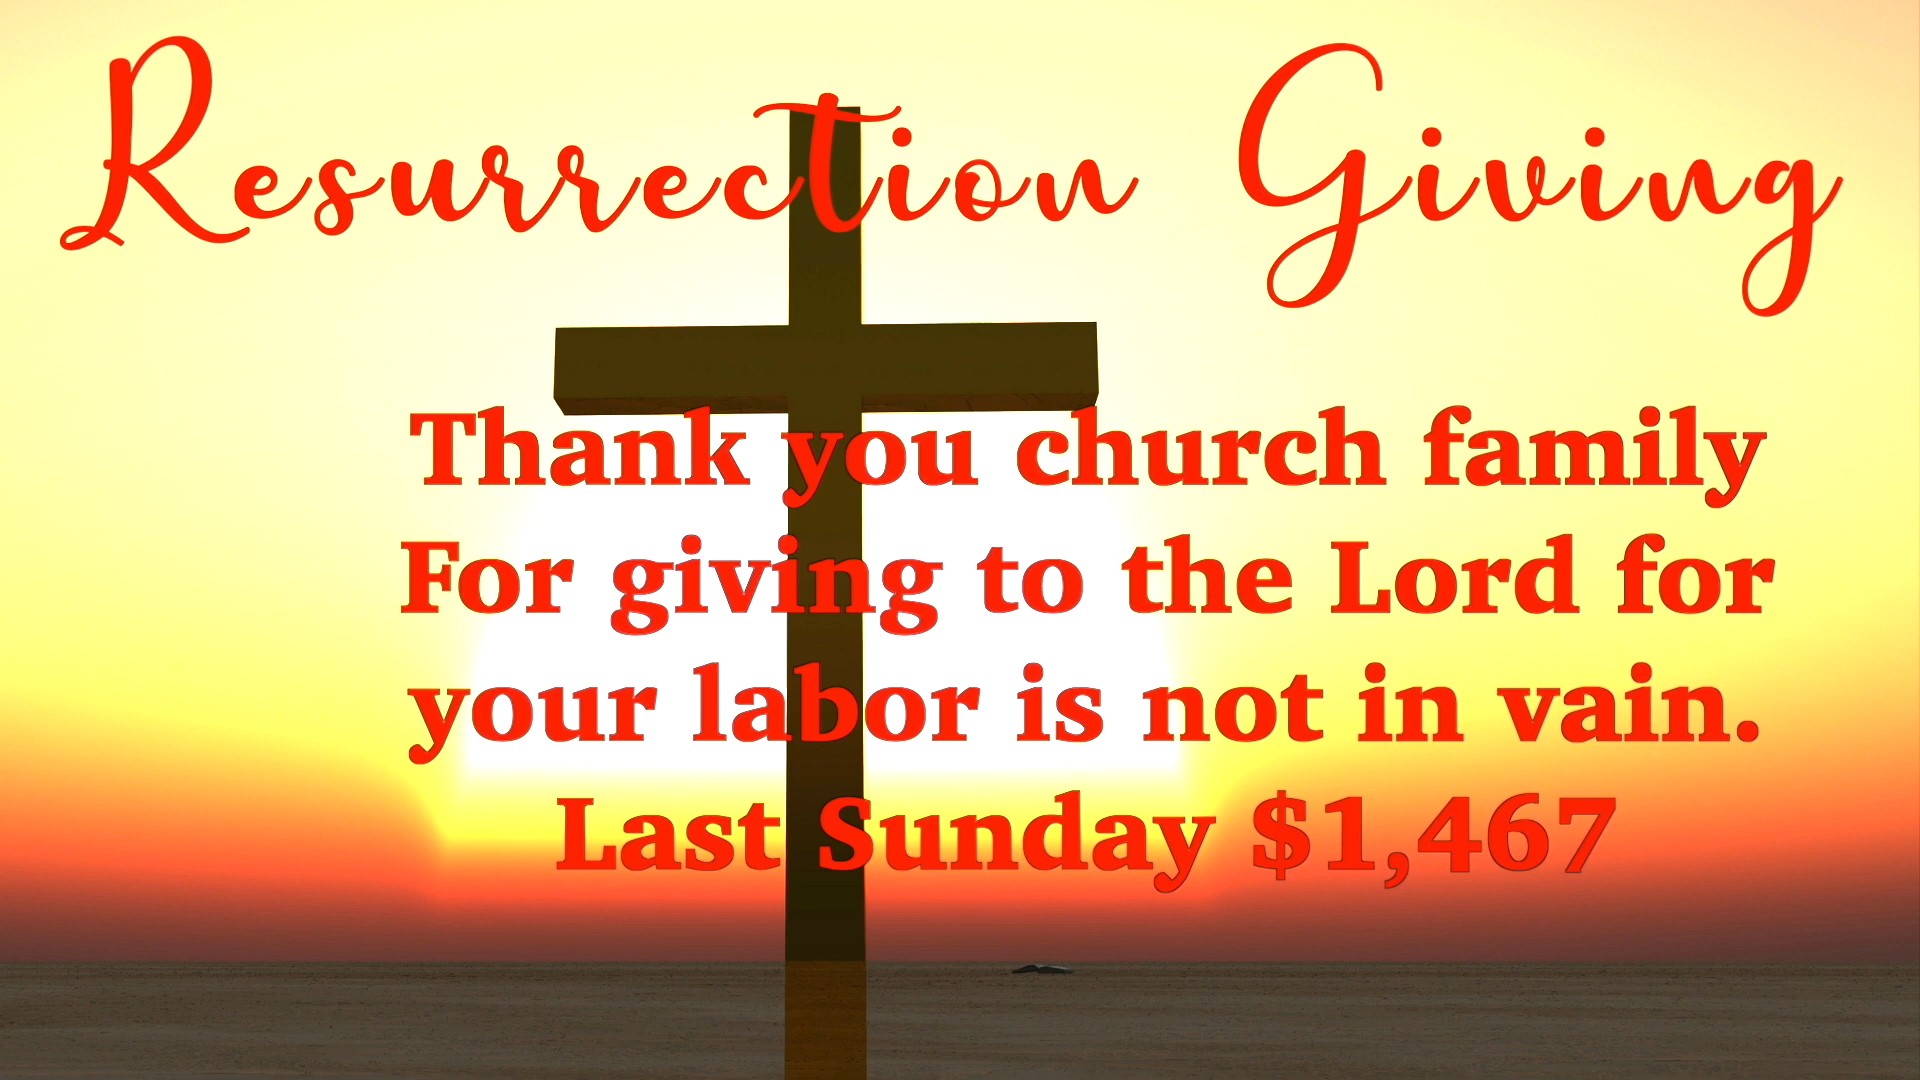 Resurrection Giving
Thank you church family
For giving to the Lord for
your labor is not in vain.
Last Sunday $1,467